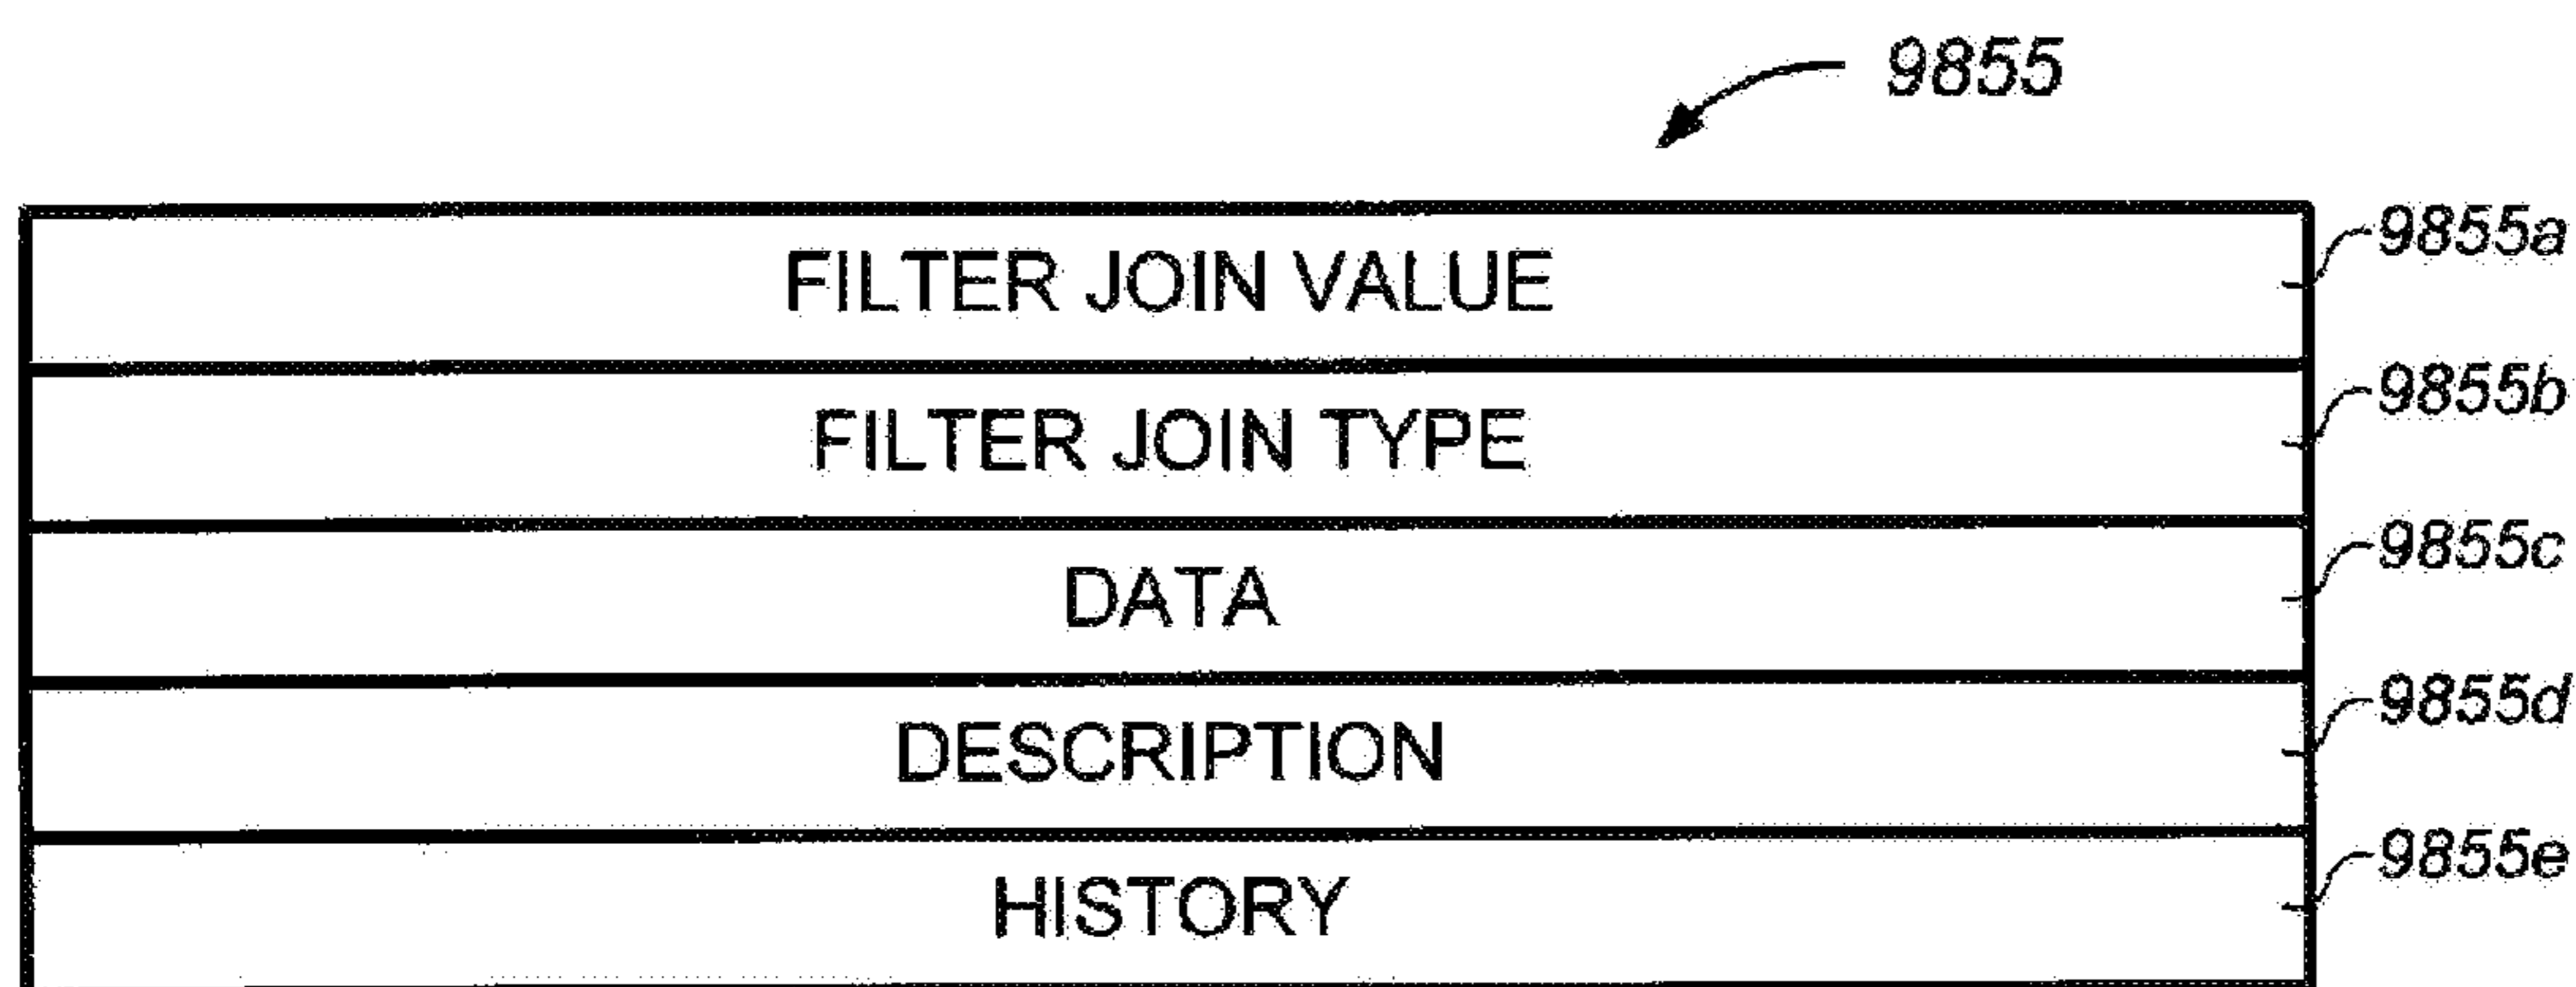 9855
FILTER JOIN VALUE 9855a
FILTER JOIN TYPE 9855b
DATA 9855c
DESCRIPTION 9855d
HISTORY 9855e